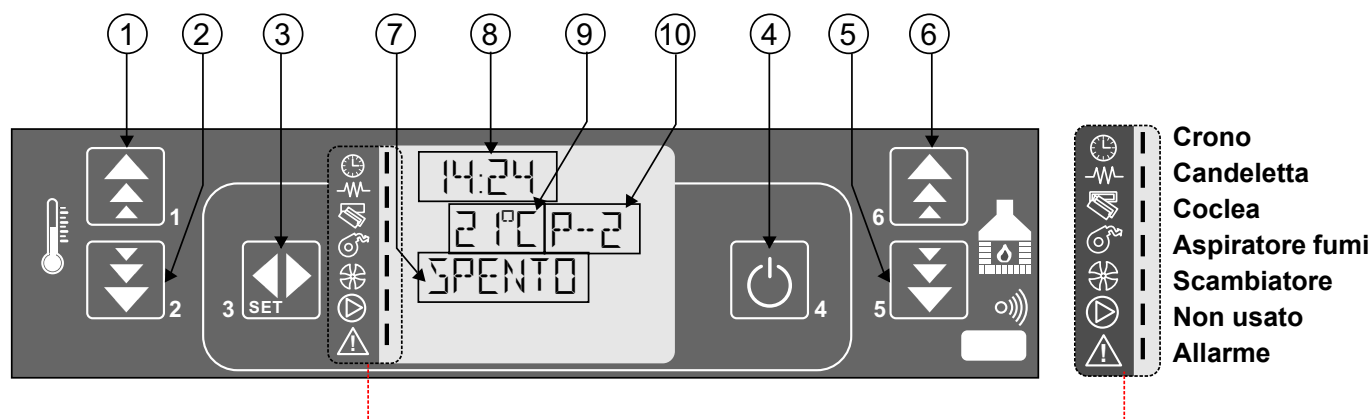 1 2 3 7 8 9 10 4 5 6
14:24
1 6
21°C P--2
SPENTO
2 3 SET 4 5
Crono
Candeletta
Coclea
Aspiratore fumi
Scambiatore
Non usato
Allarme